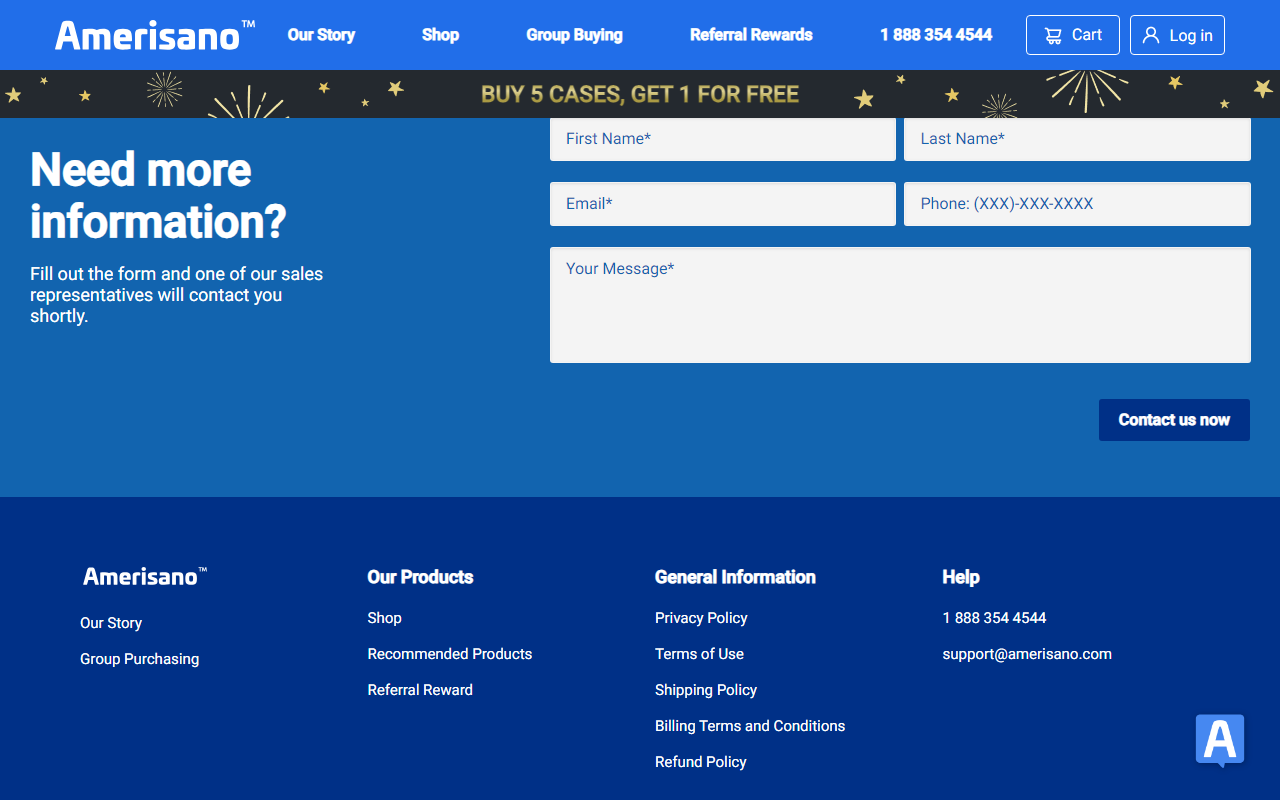 Amerisano™
Our Story
Shop
Group Buying
Referral Rewards
1 888 354 4544
Cart
Log in
BUY 5 CASES, GET 1 FOR FREE
Need more
information?
Fill out the form and one of our sales
representatives will contact you
shortly.
First Name*
Last Name*
Email*
Phone: (XXX)-XXX-XXXX
Your Message*
Contact us now
Amerisano™
Our Story
Group Purchasing
Our Products
Shop
Recommended Products
Referral Reward
General Information
Privacy Policy
Terms of Use
Shipping Policy
Billing Terms and Conditions
Refund Policy
Help
1 888 354 4544
support@amerisano.com
A